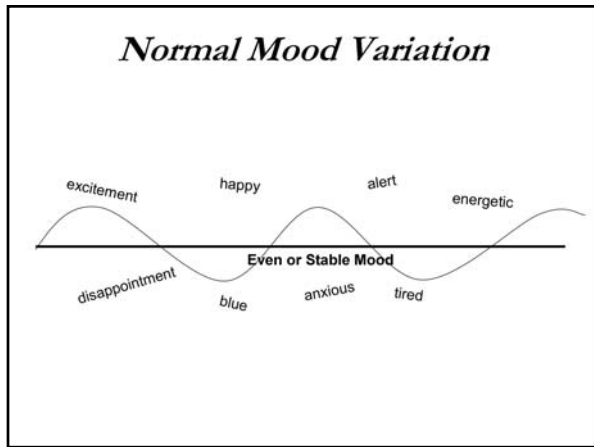 Normal Mood Variation
excitement
happy
alert
energetic
Even or Stable Mood
disappointment
blue
anxious
tired